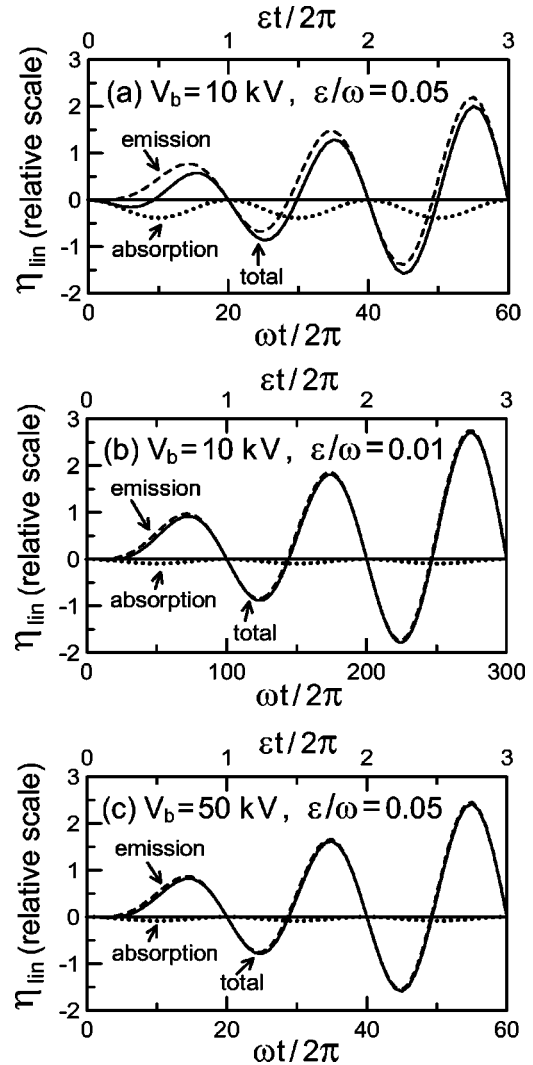 εt/2π
0 1 2 3
3
2
1
0
-1
-2
η_lin (relative scale)
(a) V_b=10 kV, ε/ω=0.05
emission
absorption
total
0 20 40 60
ωt/2π
εt/2π
0 1 2 3
3
2
1
0
-1
-2
η_lin (relative scale)
(b) V_b=10 kV, ε/ω=0.01
emission
absorption
total
0 100 200 300
ωt/2π
εt/2π
0 1 2 3
3
2
1
0
-1
-2
η_lin (relative scale)
(c) V_b=50 kV, ε/ω=0.05
emission
absorption
total
0 20 40 60
ωt/2π